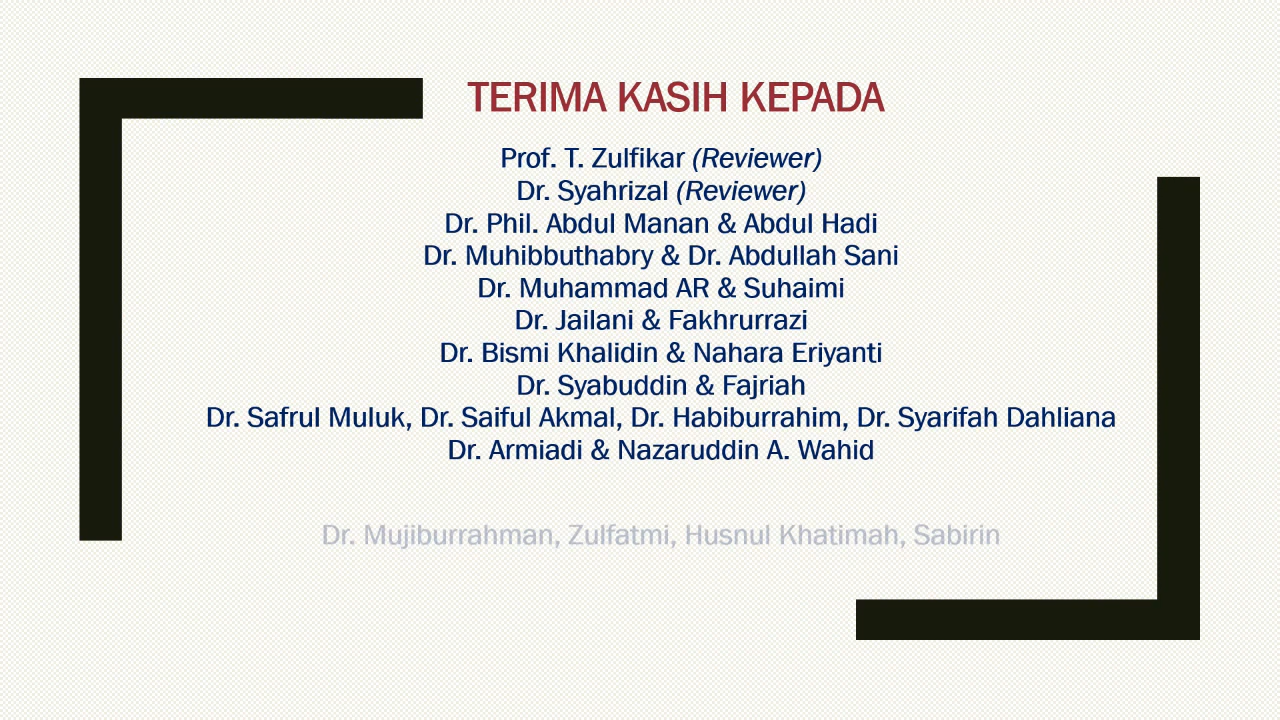 TERIMA KASIH KEPADA
Prof. T. Zulfikar (Reviewer)
Dr. Syahrizal (Reviewer)
Dr. Phil. Abdul Manan & Abdul Hadi
Dr. Muhibbuthabry & Dr. Abdullah Sani
Dr. Muhammad AR & Suhaimi
Dr. Jailani & Fakhrurrazi
Dr. Bismi Khalidin & Nahara Eriyanti
Dr. Syabuddin & Fajriah
Dr. Safrul Muluk, Dr. Saiful Akmal, Dr. Habiburrahim, Dr. Syarifah Dahliana
Dr. Armiadi & Nazaruddin A. Wahid
Dr. Mujiburrahman, Zulfatmi, Husnul Khatimah, Sabirin